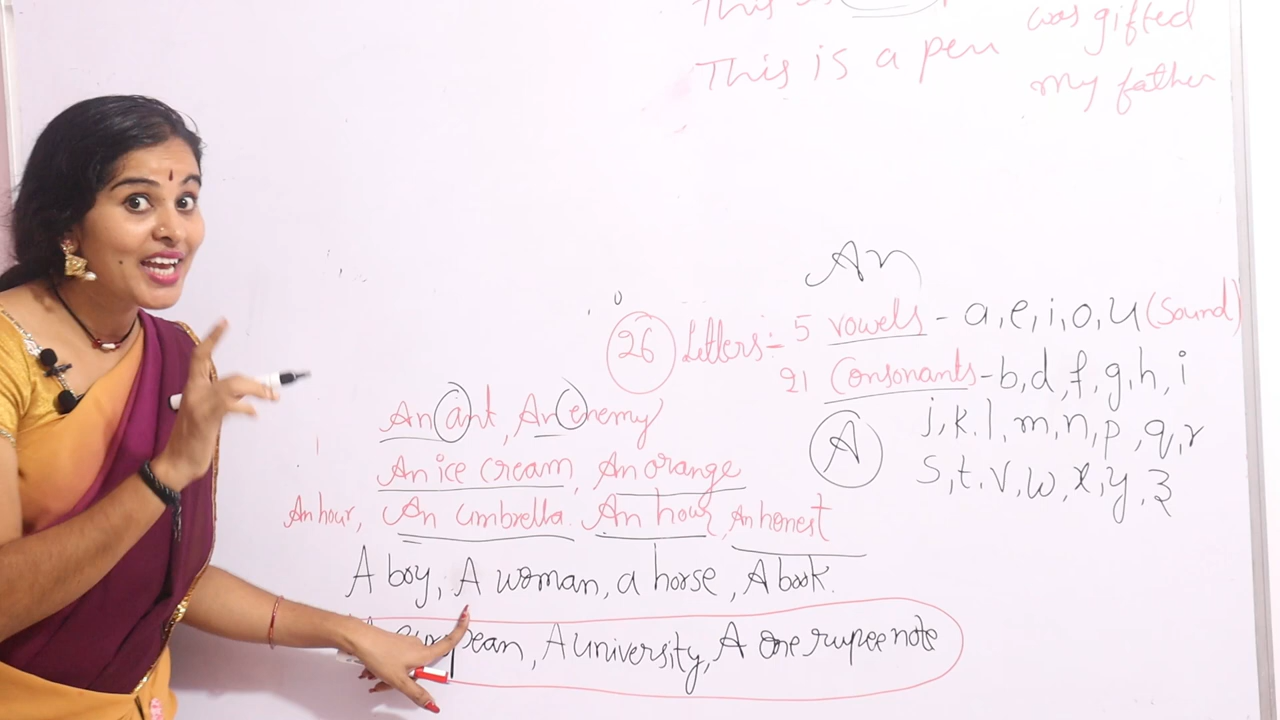 This is
was gifted
This is a pen
my father
An
26 Letters :- 5 vowels - a, e, i, o, u (Sound)
21 Consonants - b, d, f, g, h, i
j, k, l, m, n, p, q, r
A
s, t, v, w, x, y, z
An ant, An enemy
An ice cream, An orange
An hour, An umbrella. An hour, An honest
A boy, A woman, a horse, A book.
European, A university, A one rupee note